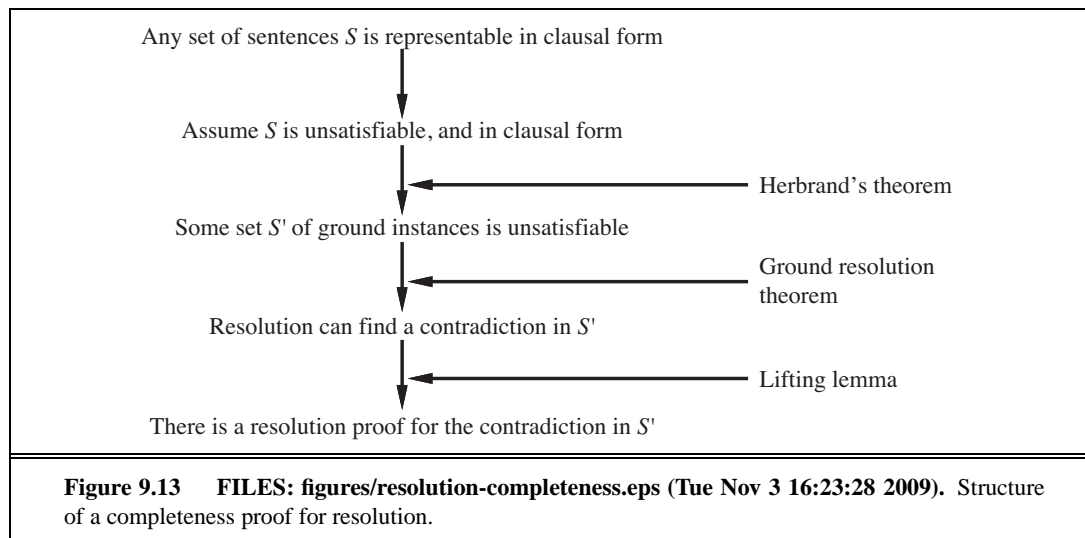 Any set of sentences S is representable in clausal form
Assume S is unsatisfiable, and in clausal form
Herbrand's theorem
Some set S' of ground instances is unsatisfiable
Ground resolution
theorem
Resolution can find a contradiction in S'
Lifting lemma
There is a resolution proof for the contradiction in S'
Figure 9.13 FILES: figures/resolution-completeness.eps (Tue Nov 3 16:23:28 2009). Structure
of a completeness proof for resolution.